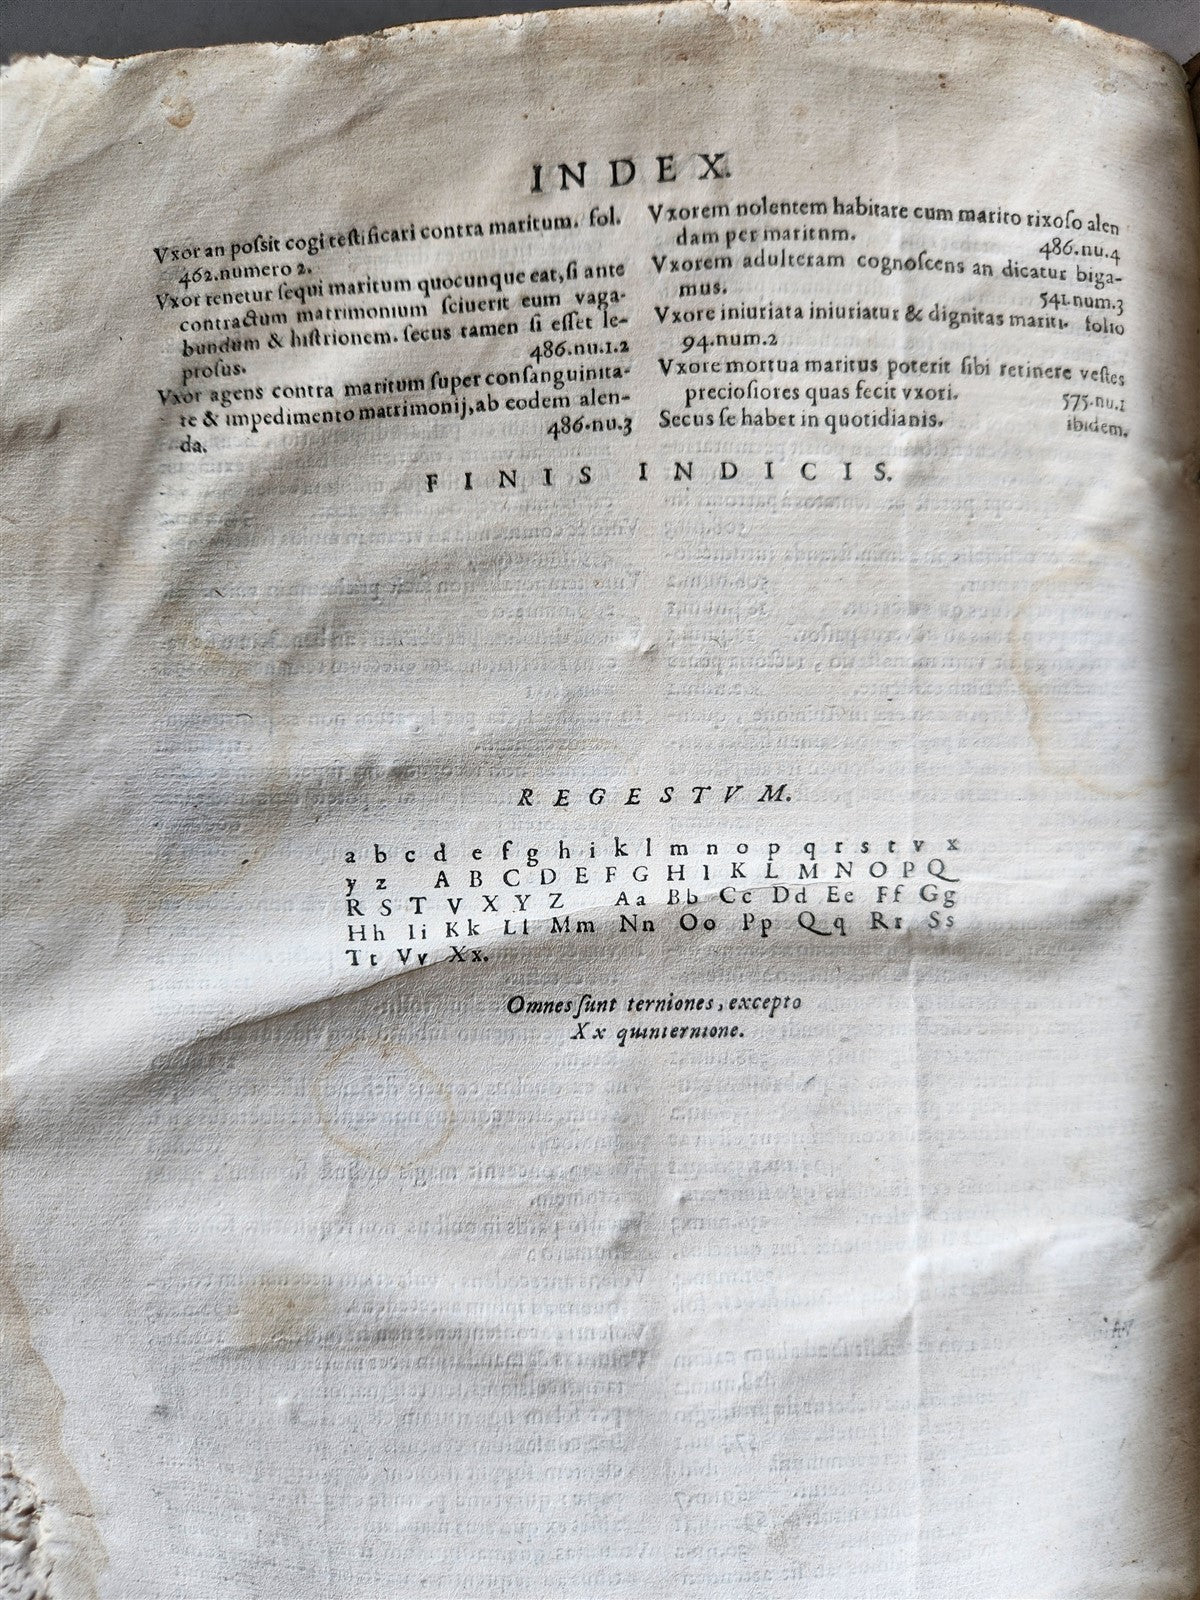 INDEX.
Vxor an poſsit cogi teſtificari contra maritum. fol.
462.numero 2.
Vxor tenetur ſequi maritum quocunque eat, ſi ante
contractum matrimonium ſciuerit eum vaga-
bundum & hiſtrionem. ſecus tamen ſi eſſet le-
proſus. 486.nu.1.2
Vxor agens contra maritum ſuper conſanguinita-
te & impedimento matrimonij, ab eodem alen-
da. 486.nu.3
Vxorem nolentem habitare cum marito rixoſo alen
dam per maritnm. 486.nu.4
Vxorem adulteram cognoſcens an dicatur biga-
mus. 541.num.3
Vxore iniuriata iniuriatur & dignitas mariti. folio
94.num.2
Vxore mortua maritus poterit ſibi retinere veſtes
precioſiores quas fecit vxori. 575.nu.1
Secus ſe habet in quotidianis. ibidem.
FINIS INDICIS.
REGESTVM.
a b c d e f g h i k l m n o p q r s t v x
y z A B C D E F G H I K L M N O P Q
R S T V X Y Z Aa Bb Cc Dd Ee Ff Gg
Hh Ii Kk Ll Mm Nn Oo Pp Qq Rr Ss
Tt Vv Xx.
Omnes ſunt terniones, excepto
Xx quinternione.